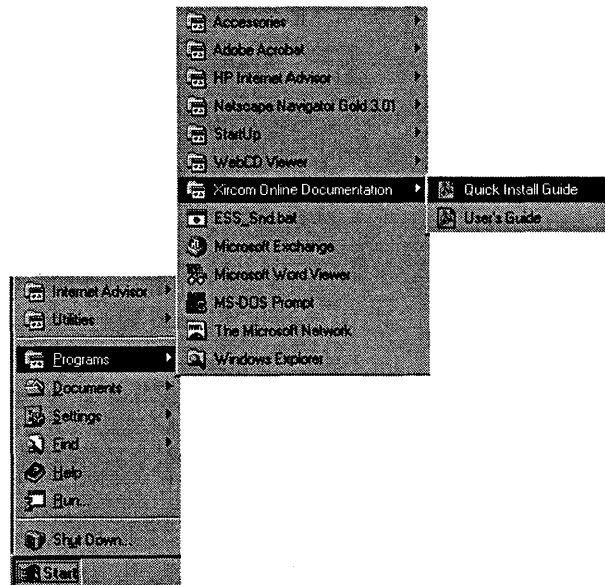 Accessories
Adobe Acrobat
HP Internet Advisor
Netscape Navigator Gold 3.01
StartUp
WebCD Viewer
Xircom Online Documentation
Quick Install Guide
User's Guide
ESS_Snd.bat
Microsoft Exchange
Microsoft Word Viewer
MS-DOS Prompt
The Microsoft Network
Windows Explorer
Internet Advisor
Utilities
Programs
Documents
Settings
Find
Help
Run...
Shut Down...
Start